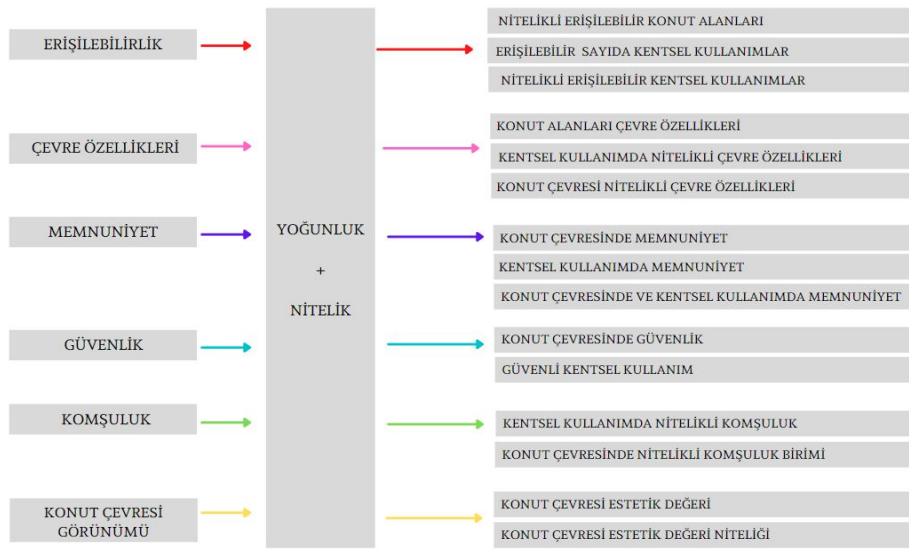 ERİŞİLEBİLİRLİK
ÇEVRE ÖZELLİKLERİ
MEMNUNİYET
GÜVENLİK
KOMŞULUK
KONUT ÇEVRESİ
GÖRÜNÜMÜ
YOĞUNLUK
+
NİTELİK
NİTELİKLİ ERİŞİLEBİLİR KONUT ALANLARI
ERİŞİLEBİLİR SAYIDA KENTSEL KULLANIMLAR
NİTELİKLİ ERİŞİLEBİLİR KENTSEL KULLANIMLAR
KONUT ALANLARI ÇEVRE ÖZELLİKLERİ
KENTSEL KULLANIMDA NİTELİKLİ ÇEVRE ÖZELLİKLERİ
KONUT ÇEVRESİ NİTELİKLİ ÇEVRE ÖZELLİKLERİ
KONUT ÇEVRESİNDE MEMNUNİYET
KENTSEL KULLANIMDA MEMNUNİYET
KONUT ÇEVRESİNDE VE KENTSEL KULLANIMDA MEMNUNİYET
KONUT ÇEVRESİNDE GÜVENLİK
GÜVENLİ KENTSEL KULLANIM
KENTSEL KULLANIMDA NİTELİKLİ KOMŞULUK
KONUT ÇEVRESİNDE NİTELİKLİ KOMŞULUK BİRİMİ
KONUT ÇEVRESİ ESTETİK DEĞERİ
KONUT ÇEVRESİ ESTETİK DEĞERİ NİTELİĞİ